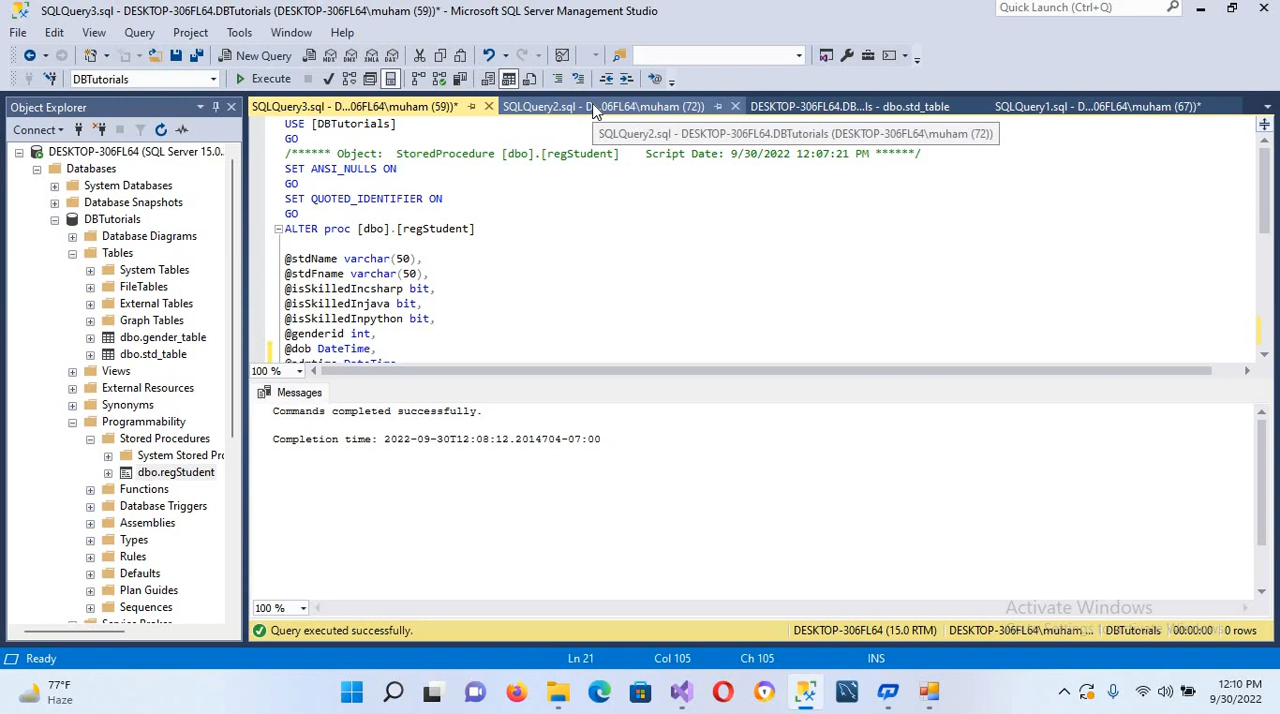 SQLQuery3.sql - DESKTOP-306FL64.DBTutorials (DESKTOP-306FL64\muham (59))* - Microsoft SQL Server Management Studio
Quick Launch (Ctrl+Q)
File Edit View Query Project Tools Window Help
New Query MDX DMX XMLA DAX
DBTutorials Execute
Object Explorer
SQLQuery3.sql - D...06FL64\muham (59))* SQLQuery2.sql - D...06FL64\muham (72)) DESKTOP-306FL64.DB...ls - dbo.std_table SQLQuery1.sql - D...06FL64\muham (67))*
SQLQuery2.sql - DESKTOP-306FL64.DBTutorials (DESKTOP-306FL64\muham (72))
Connect
DESKTOP-306FL64 (SQL Server 15.0
Databases
System Databases
Database Snapshots
DBTutorials
Database Diagrams
Tables
System Tables
FileTables
External Tables
Graph Tables
dbo.gender_table
dbo.std_table
Views
External Resources
Synonyms
Programmability
Stored Procedures
System Stored Pr
dbo.regStudent
Functions
Database Triggers
Assemblies
Types
Rules
Defaults
Plan Guides
Sequences
USE [DBTutorials]
GO
/****** Object:  StoredProcedure [dbo].[regStudent]    Script Date: 9/30/2022 12:07:21 PM ******/
SET ANSI_NULLS ON
GO
SET QUOTED_IDENTIFIER ON
GO
ALTER proc [dbo].[regStudent]
@stdName varchar(50),
@stdFname varchar(50),
@isSkilledIncsharp bit,
@isSkilledInjava bit,
@isSkilledInpython bit,
@genderid int,
@dob DateTime,
100 %
Messages
Commands completed successfully.
Completion time: 2022-09-30T12:08:12.2014704-07:00
100 %
Activate Windows
Query executed successfully. DESKTOP-306FL64 (15.0 RTM) DESKTOP-306FL64\muham ... DBTutorials 00:00:00 0 rows
Ready Ln 21 Col 105 Ch 105 INS
77°F
Haze
12:10 PM
9/30/2022